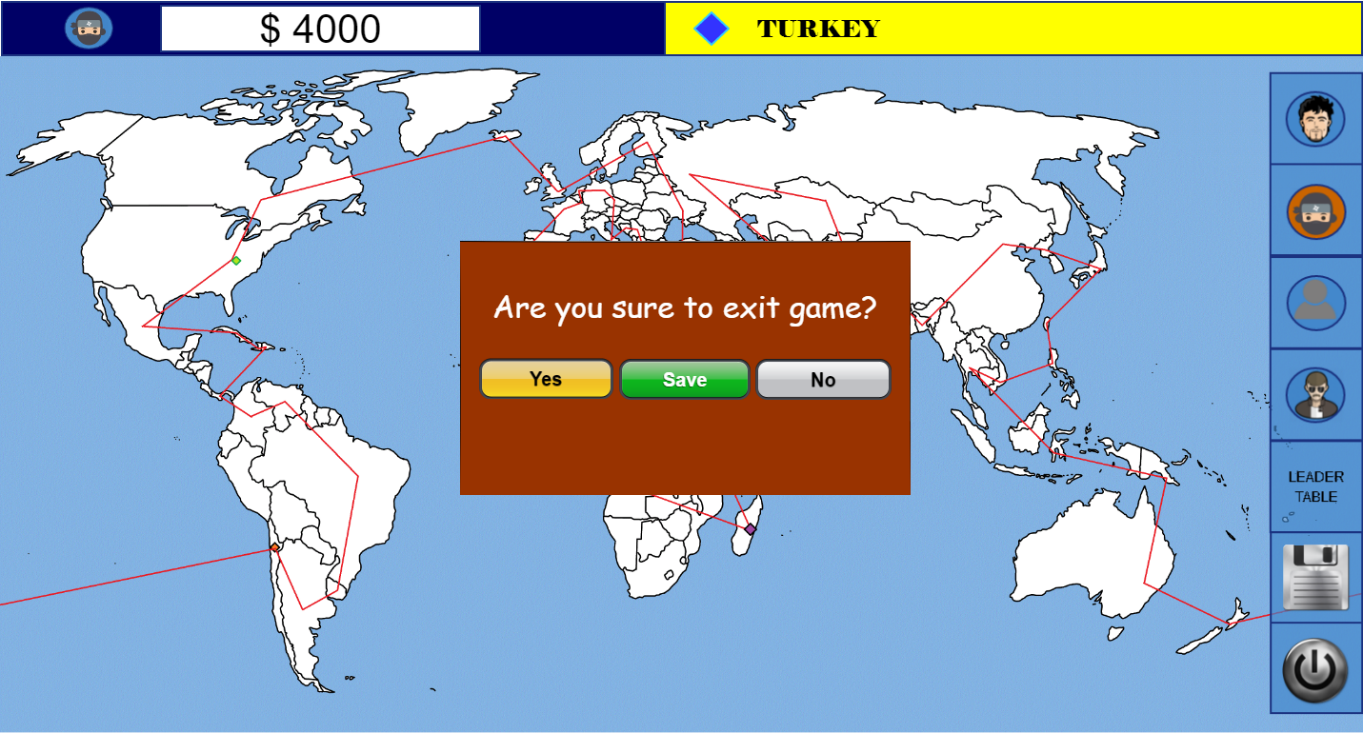 $ 4000
TURKEY
Are you sure to exit game?
Yes
Save
No
LEADER
TABLE